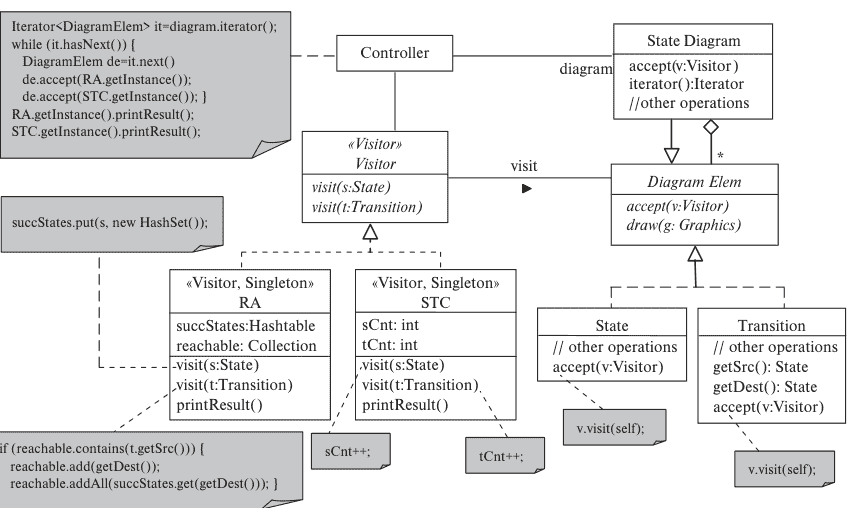 Iterator<DiagramElem> it=diagram.iterator();
while (it.hasNext()) {
DiagramElem de=it.next()
de.accept(RA.getInstance());
de.accept(STC.getInstance()); }
RA.getInstance().printResult();
STC.getInstance().printResult();
Controller
diagram
State Diagram
accept(v:Visitor)
iterator():Iterator
//other operations
«Visitor»
Visitor
visit(s:State)
visit(t:Transition)
visit
*
Diagram Elem
accept(v:Visitor)
draw(g: Graphics)
succStates.put(s, new HashSet());
«Visitor, Singleton»
RA
succStates:Hashtable
reachable: Collection
visit(s:State)
visit(t:Transition)
printResult()
«Visitor, Singleton»
STC
sCnt: int
tCnt: int
visit(s:State)
visit(t:Transition)
printResult()
State
// other operations
accept(v:Visitor)
Transition
// other operations
getSrc(): State
getDest(): State
accept(v:Visitor)
if (reachable.contains(t.getSrc())) {
reachable.add(getDest());
reachable.addAll(succStates.get(getDest())); }
sCnt++;
tCnt++;
v.visit(self);
v.visit(self);